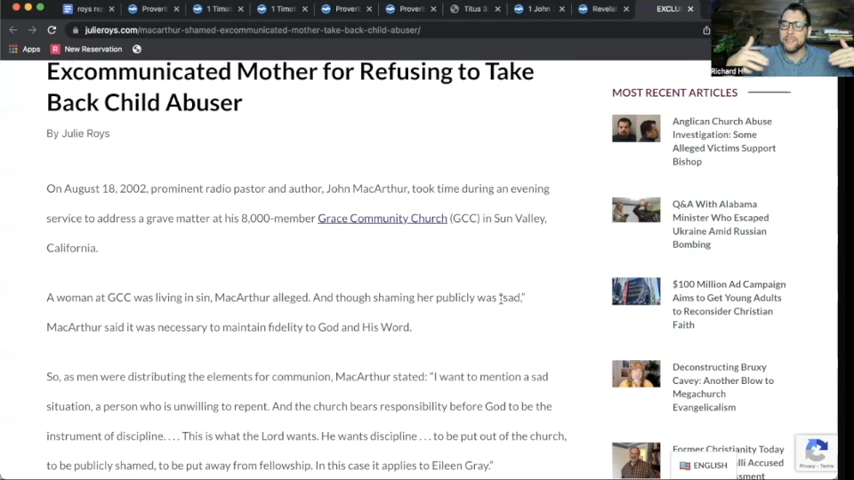 roys rep
Proverb
1 Timot
1 Timot
Proverb
Proverb
Titus 3:
1 John
Revela
EXCLU
julieroys.com/macarthur-shamed-excommunicated-mother-take-back-child-abuser/
Apps
New Reservation
Richard H
Excommunicated Mother for Refusing to Take
Back Child Abuser
By Julie Roys
On August 18, 2002, prominent radio pastor and author, John MacArthur, took time during an evening
service to address a grave matter at his 8,000-member Grace Community Church (GCC) in Sun Valley,
California.
A woman at GCC was living in sin, MacArthur alleged. And though shaming her publicly was “sad,”
MacArthur said it was necessary to maintain fidelity to God and His Word.
So, as men were distributing the elements for communion, MacArthur stated: “I want to mention a sad
situation, a person who is unwilling to repent. And the church bears responsibility before God to be the
instrument of discipline. . . . This is what the Lord wants. He wants discipline . . . to be put out of the church,
to be publicly shamed, to be put away from fellowship. In this case it applies to Eileen Gray.”
MOST RECENT ARTICLES
Anglican Church Abuse
Investigation: Some
Alleged Victims Support
Bishop
Q&A With Alabama
Minister Who Escaped
Ukraine Amid Russian
Bombing
$100 Million Ad Campaign
Aims to Get Young Adults
to Reconsider Christian
Faith
Deconstructing Bruxy
Cavey: Another Blow to
Megachurch
Evangelicalism
Former Christianity Today
lli Accused
ssment
ENGLISH
Privacy - Terms